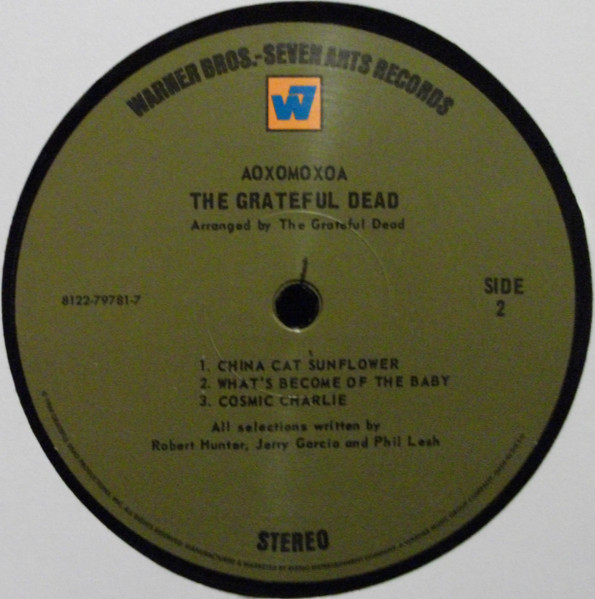 WARNER BROS.-SEVEN ARTS RECORDS
W7
AOXOMOXOA
THE GRATEFUL DEAD
Arranged by The Grateful Dead
8122-79781-7
SIDE
2
1. CHINA CAT SUNFLOWER
2. WHAT'S BECOME OF THE BABY
3. COSMIC CHARLIE
All selections written by
Robert Hunter, Jerry Garcia and Phil Lesh
STEREO